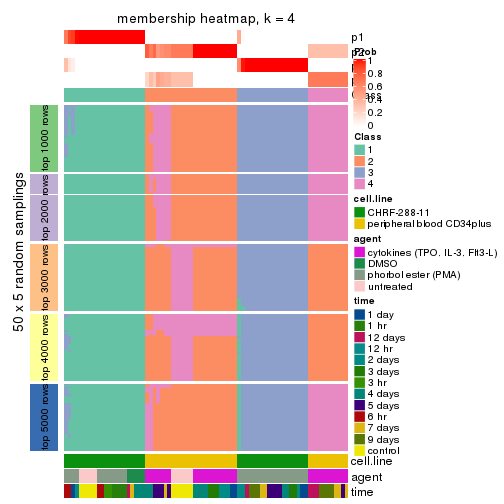 membership heatmap, k = 4
p1
p2
Prob
1
0.8
0.6
0.4
0.2
0
Class
1
2
3
4
cell.line
CHRF-288-11
peripheral blood CD34plus
agent
cytokines (TPO, IL-3, Flt3-L)
DMSO
phorbol ester (PMA)
untreated
time
1 day
1 hr
12 days
12 hr
2 days
3 days
3 hr
4 days
5 days
6 hr
7 days
9 days
control
50 x 5 random samplings
top 1000 rows
top 2000 rows
top 3000 rows
top 4000 rows
top 5000 rows
cell.line
agent
time